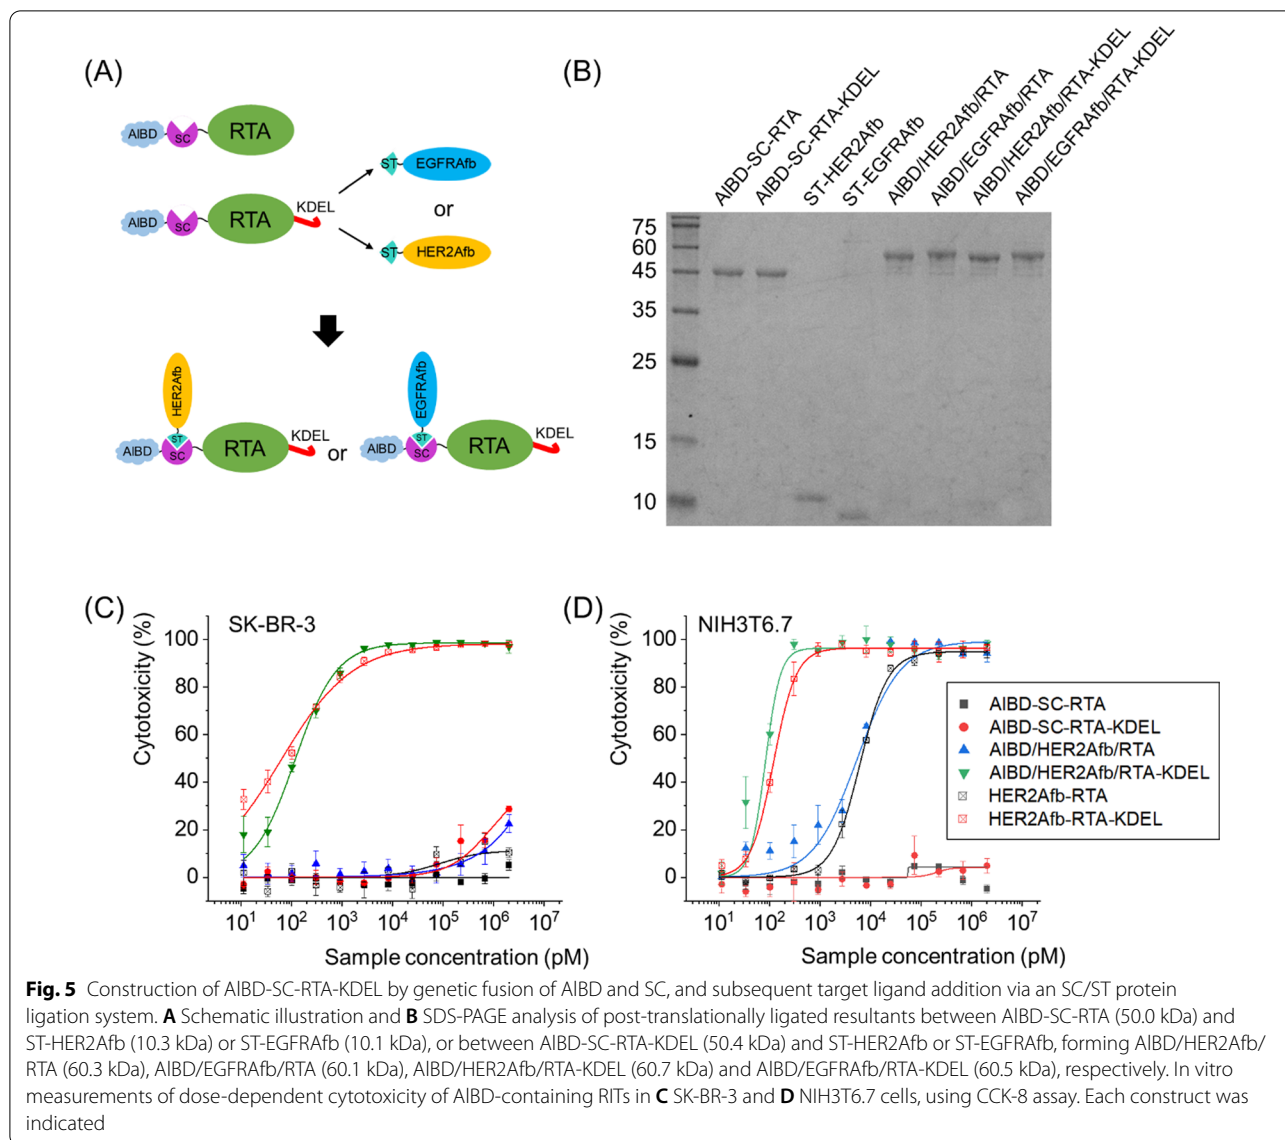 (A)
AlBD
SC
RTA
AlBD
SC
RTA
KDEL
ST
EGFRAfb
or
ST
HER2Afb
HER2Afb
ST
AlBD
SC
RTA
KDEL
or
EGFRAfb
ST
AlBD
SC
RTA
KDEL
(B)
AlBD-SC-RTA
AlBD-SC-RTA-KDEL
ST-HER2Afb
ST-EGFRAfb
AlBD/HER2Afb/RTA
AlBD/EGFRAfb/RTA
AlBD/HER2Afb/RTA-KDEL
AlBD/EGFRAfb/RTA-KDEL
75
60
45
35
25
15
10
(C)
SK-BR-3
Cytotoxicity (%)
100
80
60
40
20
0
10¹ 10² 10³ 10⁴ 10⁵ 10⁶ 10⁷
Sample concentration (pM)
(D)
NIH3T6.7
Cytotoxicity (%)
100
80
60
40
20
0
10¹ 10² 10³ 10⁴ 10⁵ 10⁶ 10⁷
Sample concentration (pM)
AlBD-SC-RTA
AlBD-SC-RTA-KDEL
AlBD/HER2Afb/RTA
AlBD/HER2Afb/RTA-KDEL
HER2Afb-RTA
HER2Afb-RTA-KDEL
Fig. 5 Construction of AlBD-SC-RTA-KDEL by genetic fusion of AlBD and SC, and subsequent target ligand addition via an SC/ST protein
ligation system. A Schematic illustration and B SDS-PAGE analysis of post-translationally ligated resultants between AlBD-SC-RTA (50.0 kDa) and
ST-HER2Afb (10.3 kDa) or ST-EGFRAfb (10.1 kDa), or between AlBD-SC-RTA-KDEL (50.4 kDa) and ST-HER2Afb or ST-EGFRAfb, forming AlBD/HER2Afb/
RTA (60.3 kDa), AlBD/EGFRAfb/RTA (60.1 kDa), AlBD/HER2Afb/RTA-KDEL (60.7 kDa) and AlBD/EGFRAfb/RTA-KDEL (60.5 kDa), respectively. In vitro
measurements of dose-dependent cytotoxicity of AlBD-containing RITs in C SK-BR-3 and D NIH3T6.7 cells, using CCK-8 assay. Each construct was
indicated